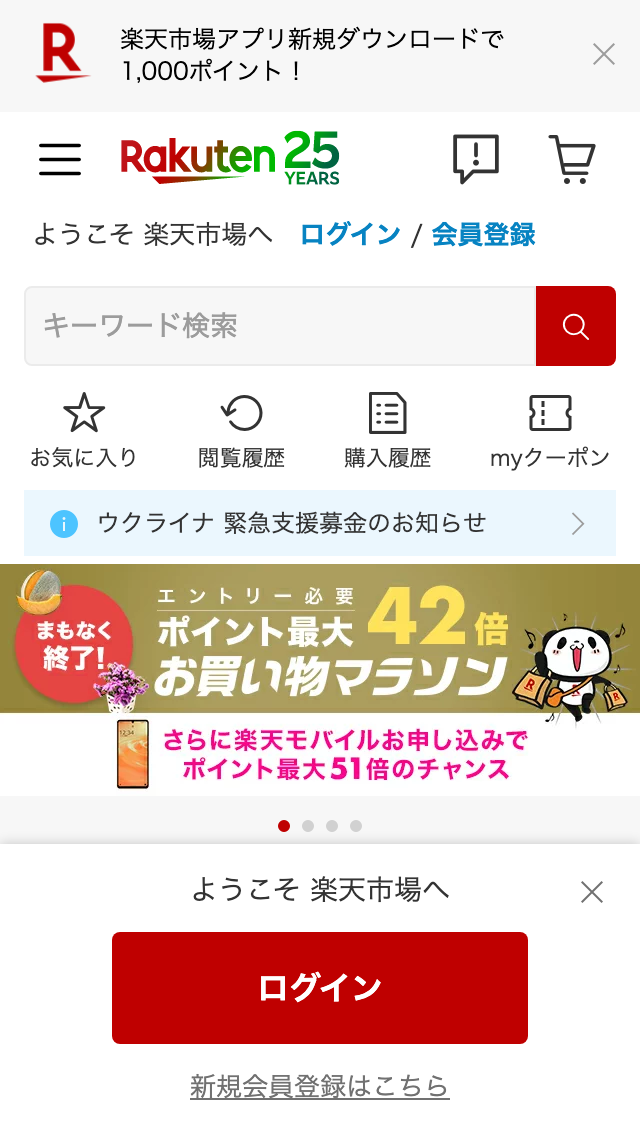 R
楽天市場アプリ新規ダウンロードで
1,000ポイント！
Rakuten 25 YEARS
ようこそ 楽天市場へ ログイン / 会員登録
キーワード検索
お気に入り 閲覧履歴 購入履歴 myクーポン
ウクライナ 緊急支援募金のお知らせ
まもなく
終了!
エントリー必要
ポイント最大42倍
お買い物マラソン
R R
12:34
さらに楽天モバイルお申し込みで
ポイント最大51倍のチャンス
ようこそ 楽天市場へ
ログイン
新規会員登録はこちら